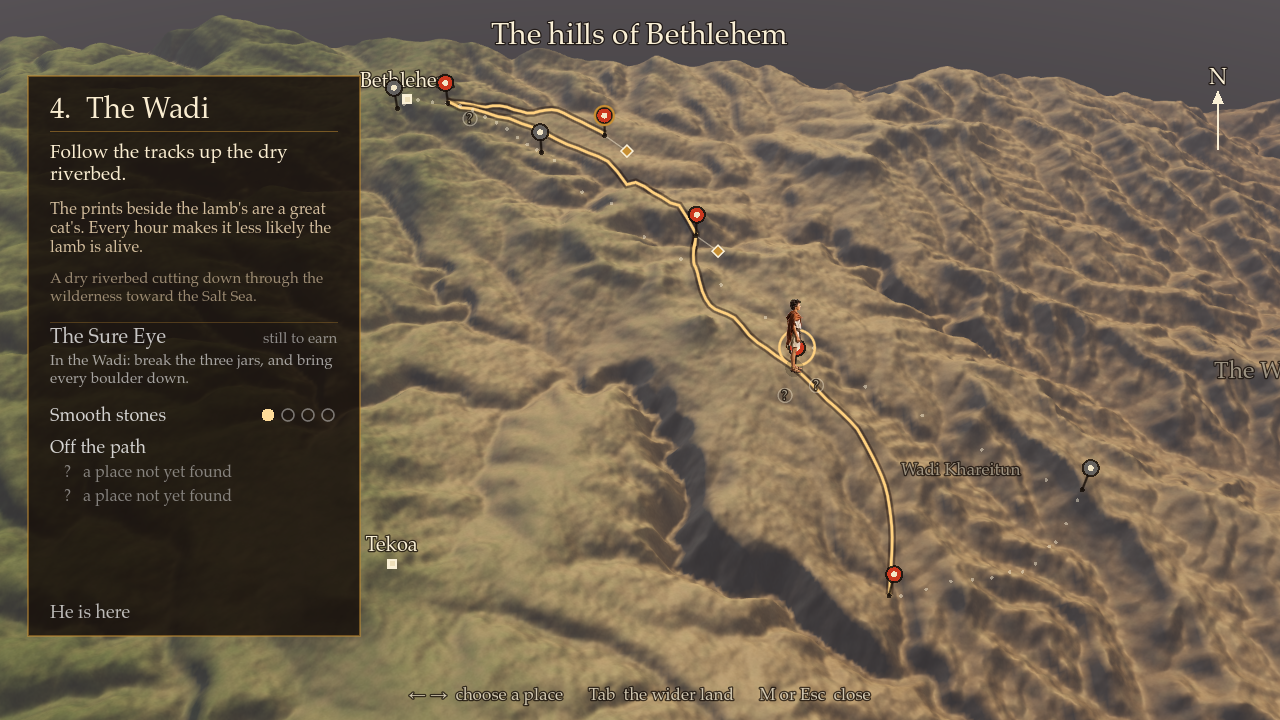 The hills of Bethlehem
N
Bethlehe
4. The Wadi
Follow the tracks up the dry
riverbed.
The prints beside the lamb's are a great
cat's. Every hour makes it less likely the
lamb is alive.
A dry riverbed cutting down through the
wilderness toward the Salt Sea.
The Sure Eye still to earn
In the Wadi: break the three jars, and bring
every boulder down.
Smooth stones
Off the path
? a place not yet found
? a place not yet found
He is here
?
?
?
The W
Wadi Khareitun
Tekoa
←→ choose a place Tab the wider land M or Esc close